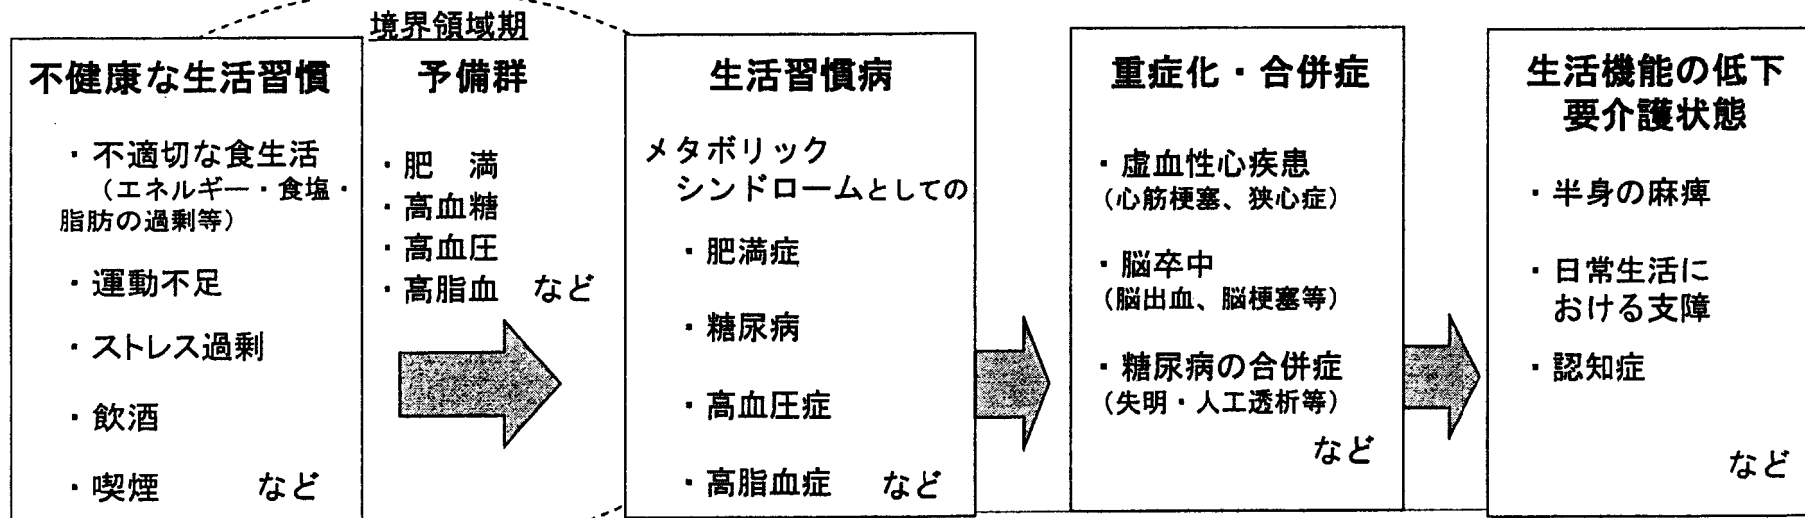 境界領域期
不健康な生活習慣
・不適切な食生活
（エネルギー・食塩・
脂肪の過剰等）
・運動不足
・ストレス過剰
・飲酒
・喫煙　など
予備群
・肥　満
・高血糖
・高血圧
・高脂血　など
生活習慣病
メタボリック
シンドロームとしての
・肥満症
・糖尿病
・高血圧症
・高脂血症　など
重症化・合併症
・虚血性心疾患
（心筋梗塞、狭心症）
・脳卒中
（脳出血、脳梗塞等）
・糖尿病の合併症
（失明・人工透析等）
など
生活機能の低下
要介護状態
・半身の麻痺
・日常生活に
おける支障
・認知症
など